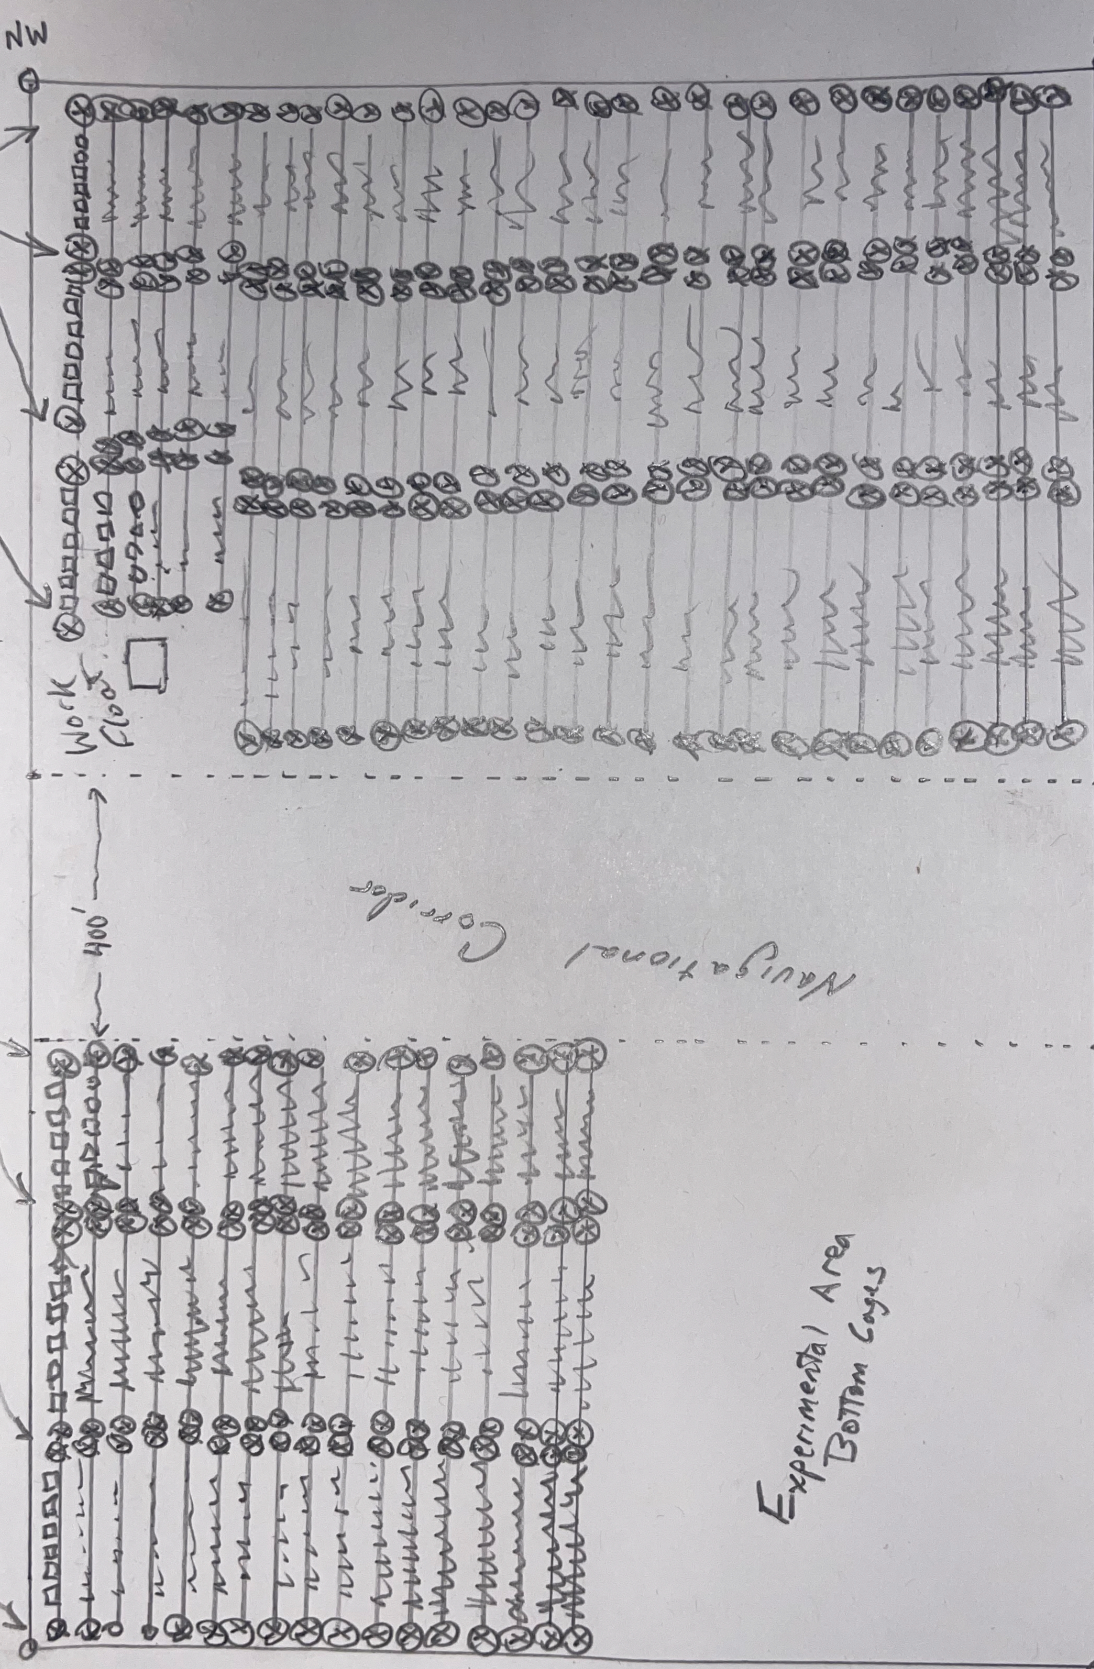 NW
Work
Float
400'
Navigational Corridor
Experimental Area
Bottom Cages